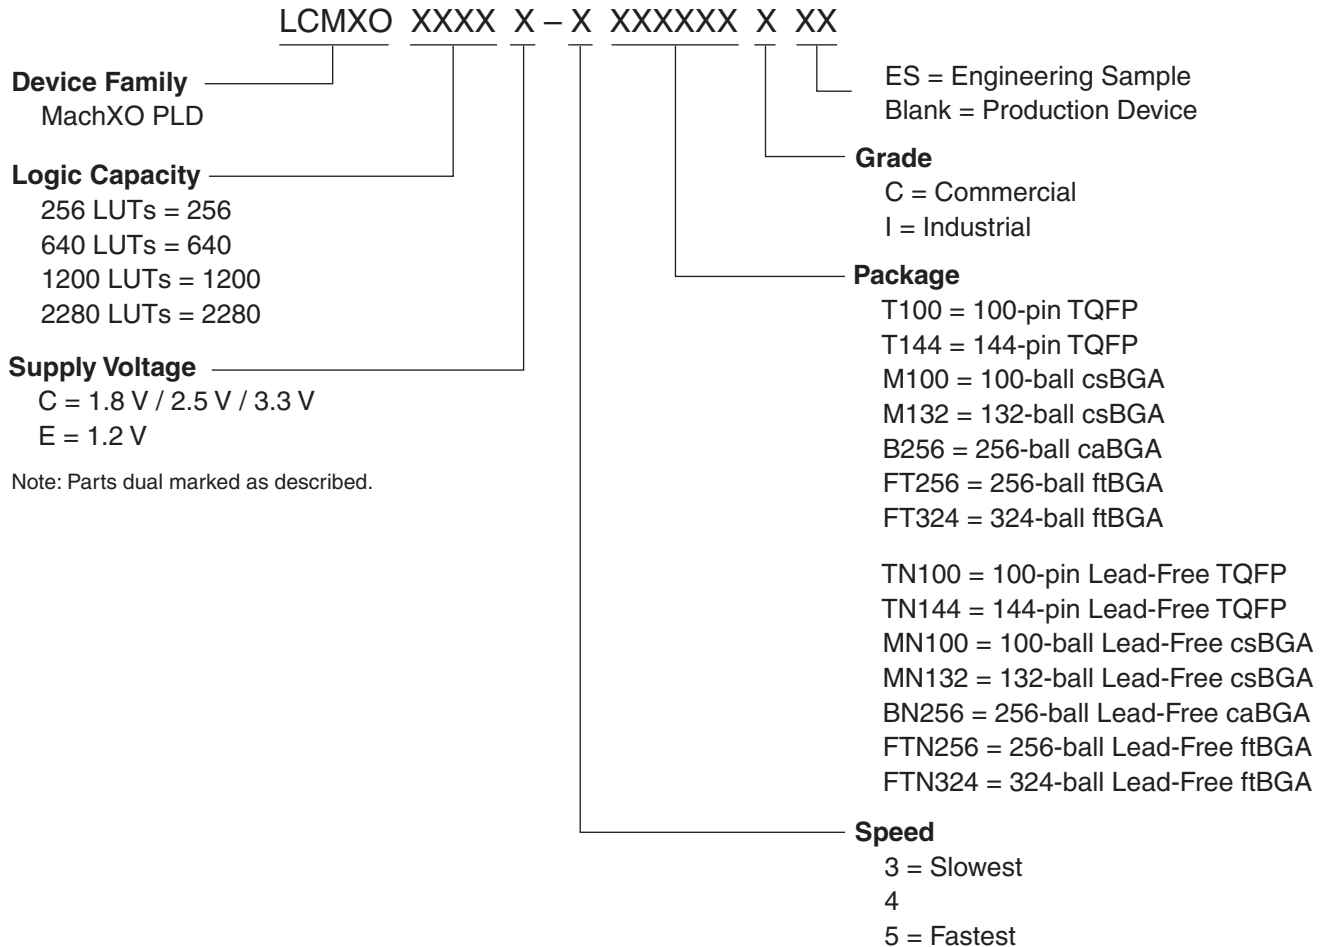 LCMXO XXXX X – X XXXXXX X XX
Device Family
MachXO PLD
Logic Capacity
256 LUTs = 256
640 LUTs = 640
1200 LUTs = 1200
2280 LUTs = 2280
Supply Voltage
C = 1.8 V / 2.5 V / 3.3 V
E = 1.2 V
Note: Parts dual marked as described.
ES = Engineering Sample
Blank = Production Device
Grade
C = Commercial
I = Industrial
Package
T100 = 100-pin TQFP
T144 = 144-pin TQFP
M100 = 100-ball csBGA
M132 = 132-ball csBGA
B256 = 256-ball caBGA
FT256 = 256-ball ftBGA
FT324 = 324-ball ftBGA
TN100 = 100-pin Lead-Free TQFP
TN144 = 144-pin Lead-Free TQFP
MN100 = 100-ball Lead-Free csBGA
MN132 = 132-ball Lead-Free csBGA
BN256 = 256-ball Lead-Free caBGA
FTN256 = 256-ball Lead-Free ftBGA
FTN324 = 324-ball Lead-Free ftBGA
Speed
3 = Slowest
4
5 = Fastest